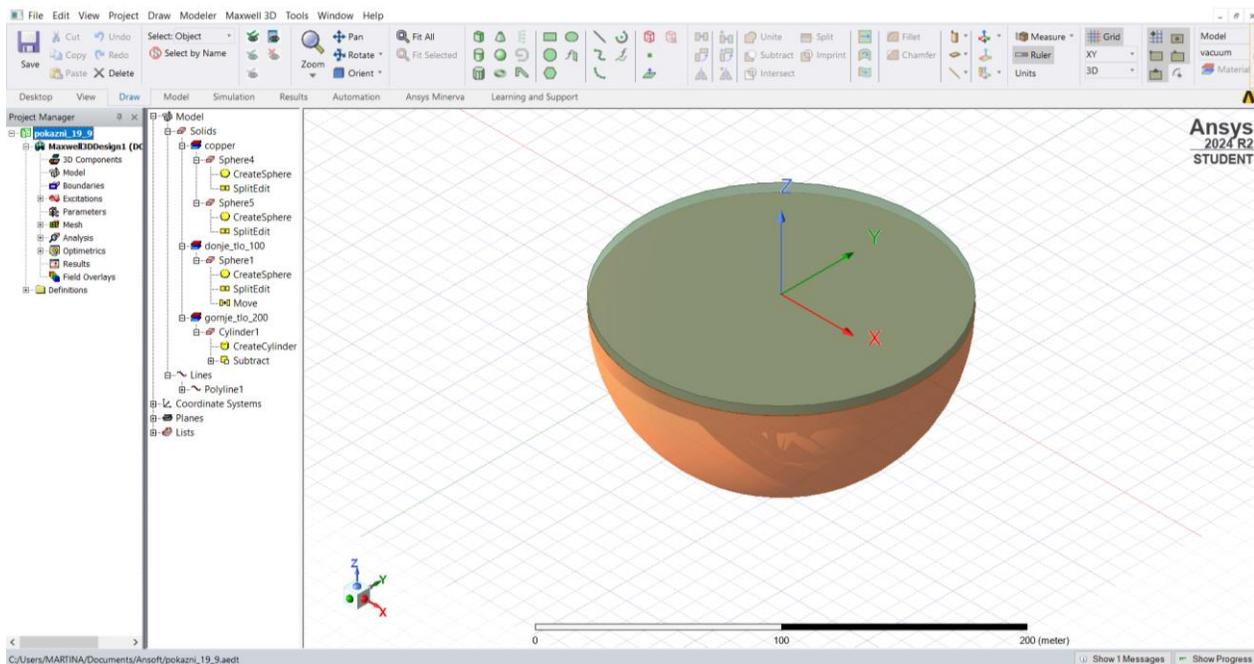 File Edit View Project Draw Modeler Maxwell 3D Tools Window Help
Save
Cut Undo
Copy Redo
Paste Delete
Select: Object
Select by Name
Zoom
Pan
Rotate
Orient
Fit All
Fit Selected
Unite Split
Subtract Imprint
Intersect
Fillet
Chamfer
Measure
Ruler
Units
Grid
XY
3D
Model
vacuum
Material
Desktop View Draw Model Simulation Results Automation Ansys Minerva Learning and Support
Project Manager
pokazni_19_9
Maxwell3DDesign1 (DC
3D Components
Model
Boundaries
Excitations
Parameters
Mesh
Analysis
Optimetrics
Results
Field Overlays
Definitions
Model
Solids
copper
Sphere4
CreateSphere
SplitEdit
Sphere5
CreateSphere
SplitEdit
donje_tlo_100
Sphere1
CreateSphere
SplitEdit
Move
gornje_tlo_200
Cylinder1
CreateCylinder
Subtract
Lines
Polyline1
Coordinate Systems
Planes
Lists
Ansys
2024 R2
STUDENT
Z
Y
X
Z
Y
X
0 100 200 (meter)
C:/Users/MARTINA/Documents/Ansoft/pokazni_19_9.aedt
Show 1 Messages Show Progress